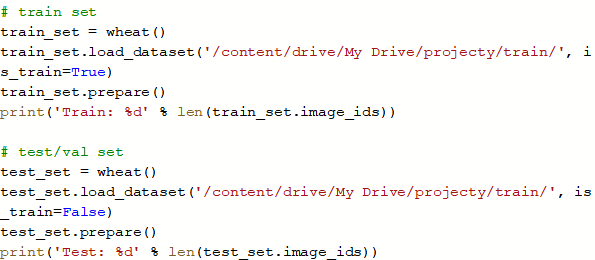 # train set
train_set = wheat()
train_set.load_dataset('/content/drive/My Drive/projecty/train/', i
s_train=True)
train_set.prepare()
print('Train: %d' % len(train_set.image_ids))

# test/val set
test_set = wheat()
test_set.load_dataset('/content/drive/My Drive/projecty/train/', is
_train=False)
test_set.prepare()
print('Test: %d' % len(test_set.image_ids))